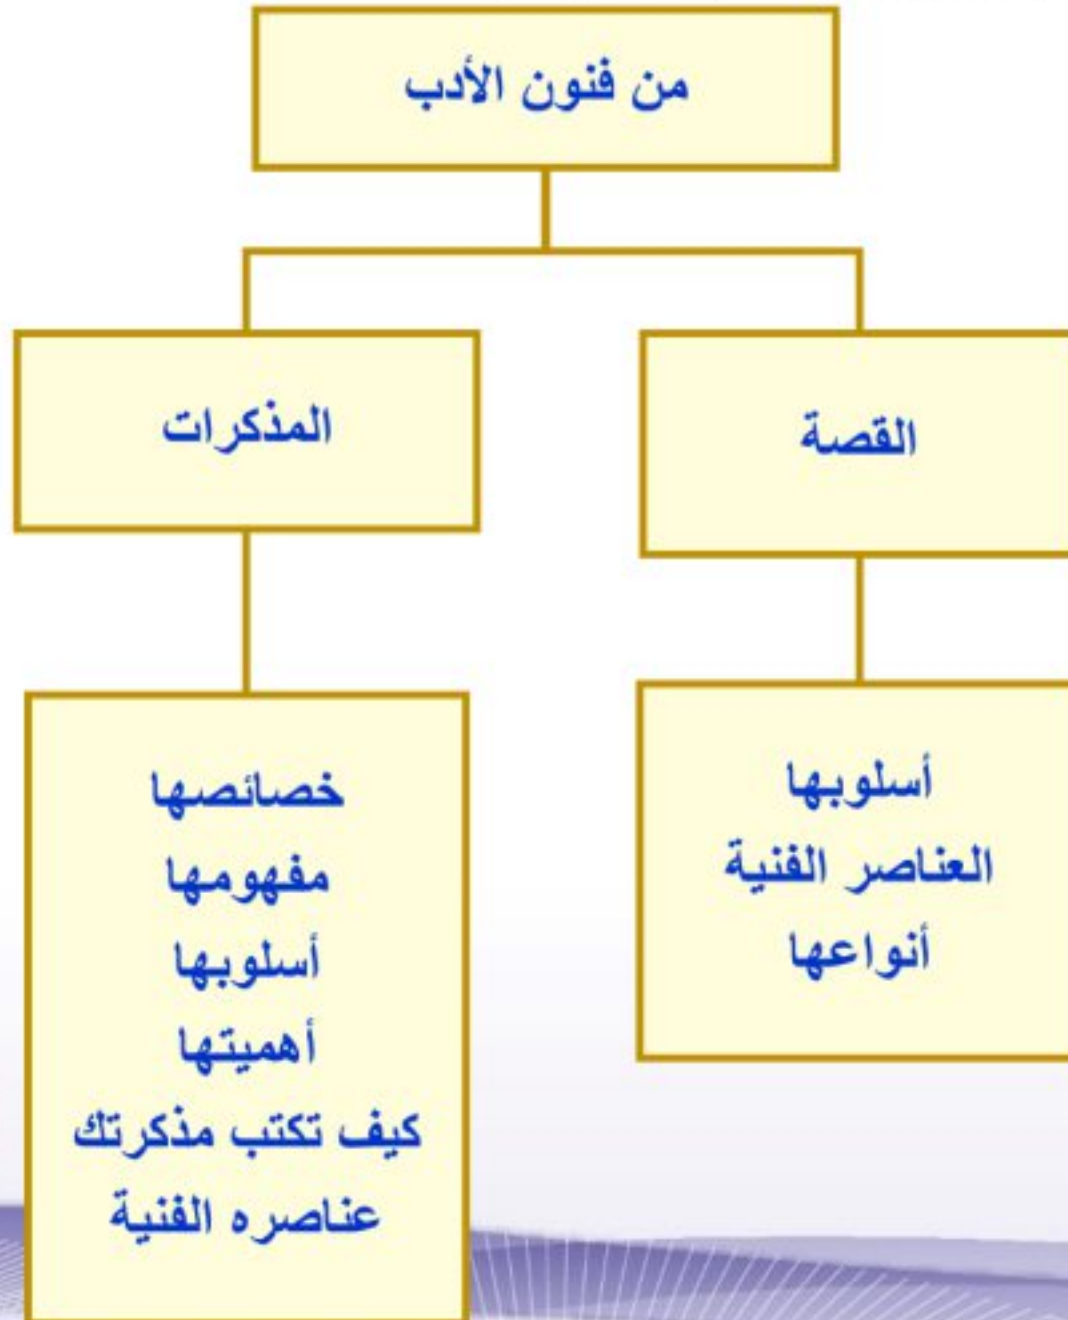 من فنون الأدب
القصة
أسلوبها
العناصر الفنية
أنواعها
المذكرات
خصائصها
مفهومها
أسلوبها
أهميتها
كيف تكتب مذكرتك
عناصره الفنية